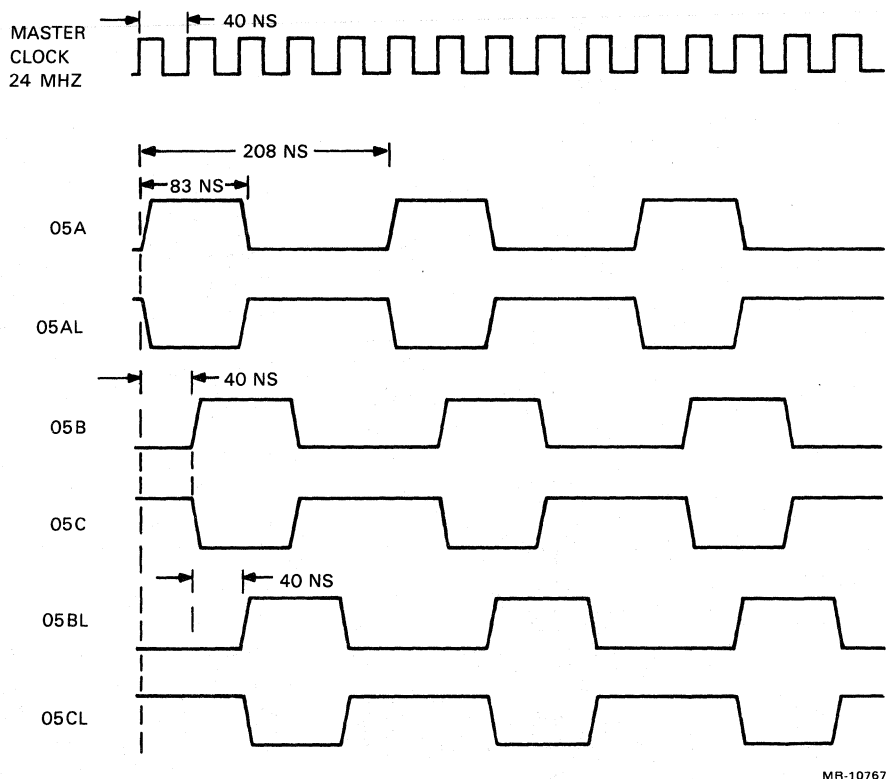 40 NS
MASTER
CLOCK
24 MHZ
208 NS
83 NS
05A
05AL
40 NS
05B
05C
40 NS
05BL
05CL
MR-10767